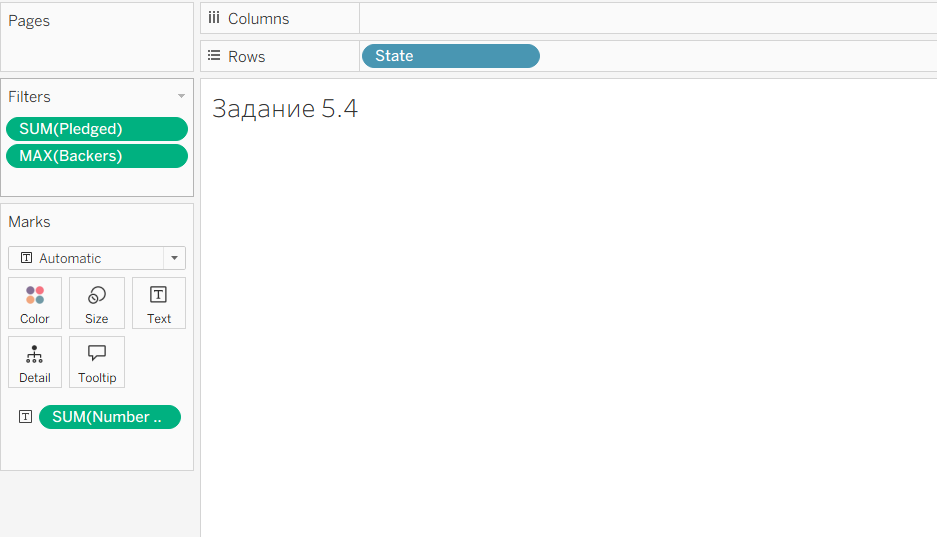 Pages
Columns
Rows
State
Filters
SUM(Pledged)
MAX(Backers)
Задание 5.4
Marks
Automatic
Color
Size
Text
Detail
Tooltip
SUM(Number ..